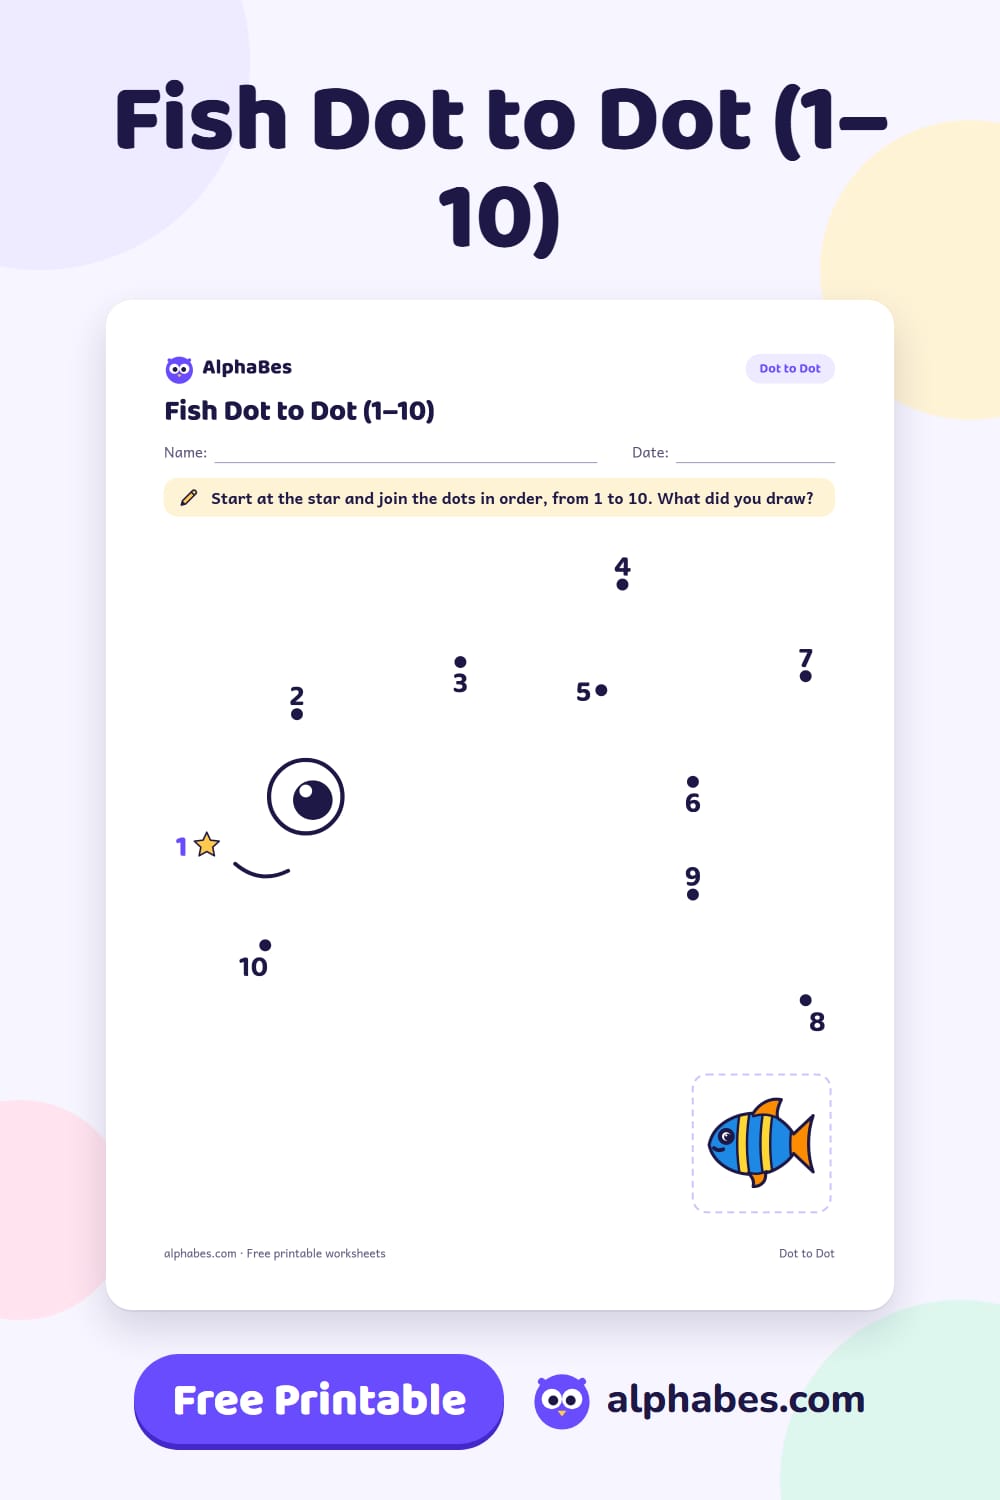 Fish Dot to Dot (1–
10)
AlphaBes
Dot to Dot
Fish Dot to Dot (1–10)
Name:
Date:
Start at the star and join the dots in order, from 1 to 10. What did you draw?
4
7
3
5
2
6
1
9
10
8
alphabes.com · Free printable worksheets
Dot to Dot
Free Printable
alphabes.com